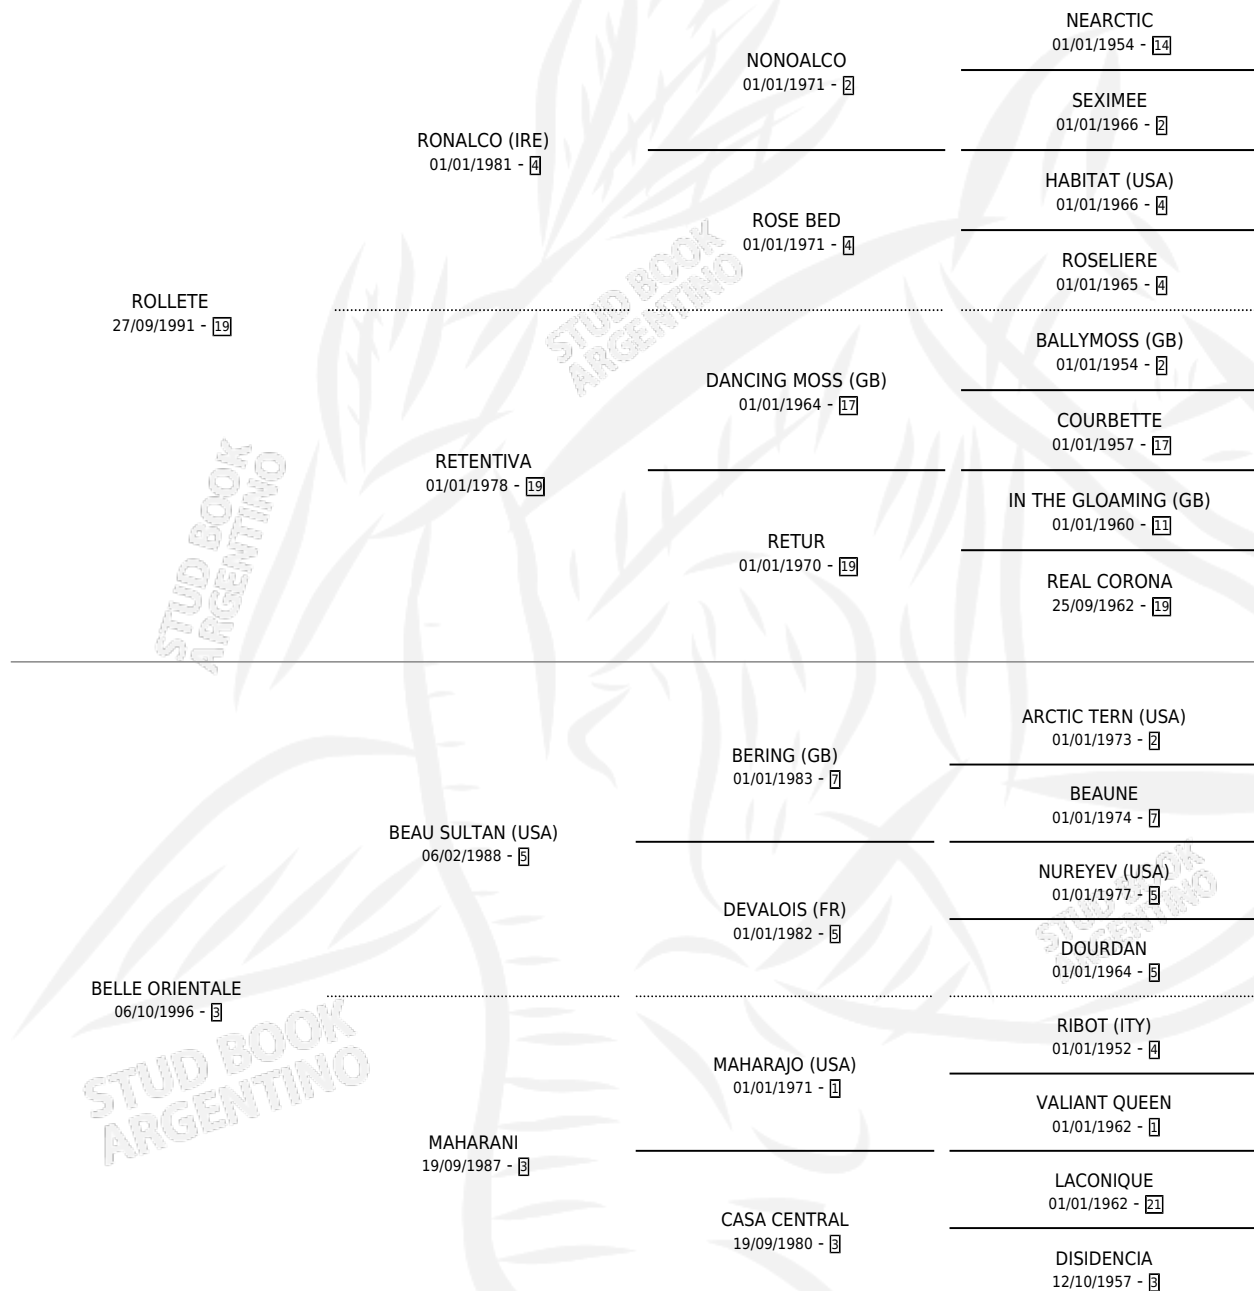 NEARCTIC
01/01/1954 - 14
NONOALCO
01/01/1971 - 2
SEXIMEE
01/01/1966 - 2
RONALCO (IRE)
01/01/1981 - 4
HABITAT (USA)
01/01/1966 - 4
ROSE BED
01/01/1971 - 4
ROSELIERE
01/01/1965 - 4
ROLLETE
27/09/1991 - 19
BALLYMOSS (GB)
01/01/1954 - 2
DANCING MOSS (GB)
01/01/1964 - 17
COURBETTE
01/01/1957 - 17
RETENTIVA
01/01/1978 - 19
IN THE GLOAMING (GB)
01/01/1960 - 11
RETUR
01/01/1970 - 19
REAL CORONA
25/09/1962 - 19
ARCTIC TERN (USA)
01/01/1973 - 2
BERING (GB)
01/01/1983 - 7
BEAUNE
01/01/1974 - 7
BEAU SULTAN (USA)
06/02/1988 - 5
NUREYEV (USA)
01/01/1977 - 5
DEVALOIS (FR)
01/01/1982 - 5
DOURDAN
01/01/1964 - 5
BELLE ORIENTALE
06/10/1996 - 3
RIBOT (ITY)
01/01/1952 - 4
MAHARAJO (USA)
01/01/1971 - 1
VALIANT QUEEN
01/01/1962 - 1
MAHARANI
19/09/1987 - 3
LACONIQUE
01/01/1962 - 21
CASA CENTRAL
19/09/1980 - 3
DISIDENCIA
12/10/1957 - 3
STUD BOOK
ARGENTINO
STUD BOOK
ARGENTINO
STUD BOOK
ARGENTINO
STUD BOOK
ARGENTINO